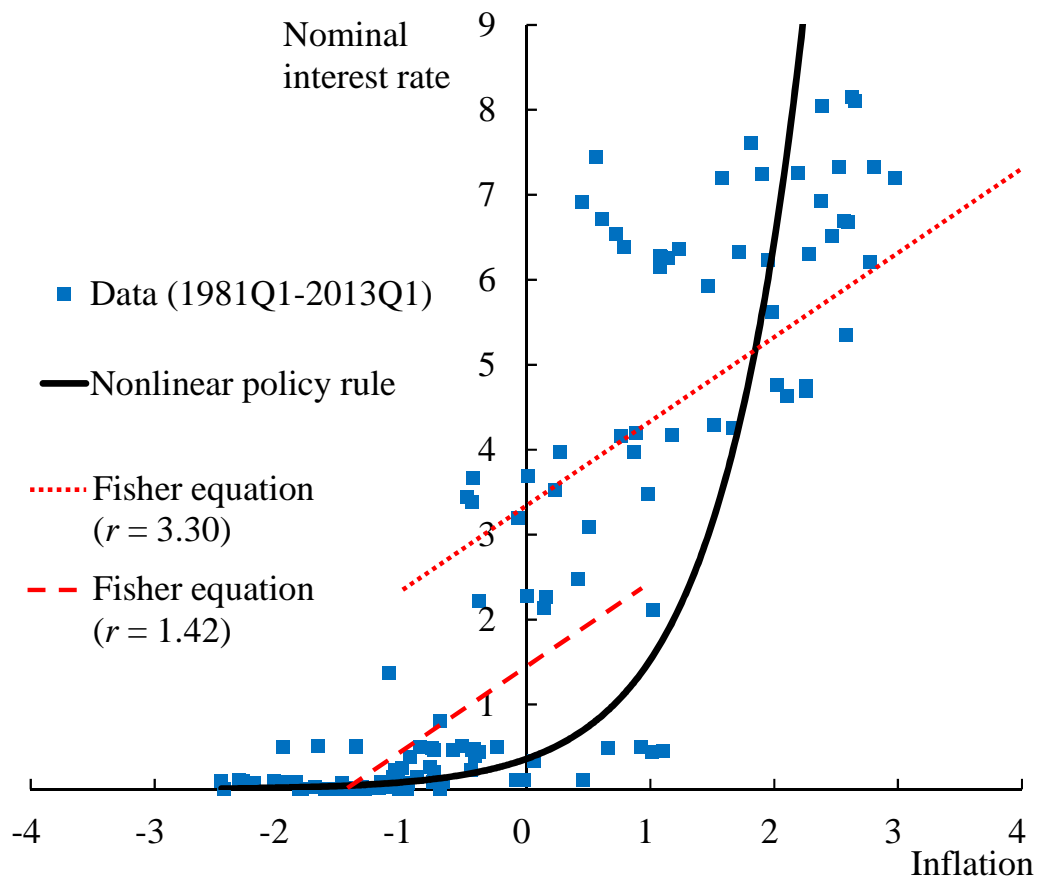 Nominal
interest rate
9
8
7
6
5
4
3
2
1
Data (1981Q1-2013Q1)
Nonlinear policy rule
Fisher equation
(r = 3.30)
Fisher equation
(r = 1.42)
-4 -3 -2 -1 0 1 2 3 4
Inflation